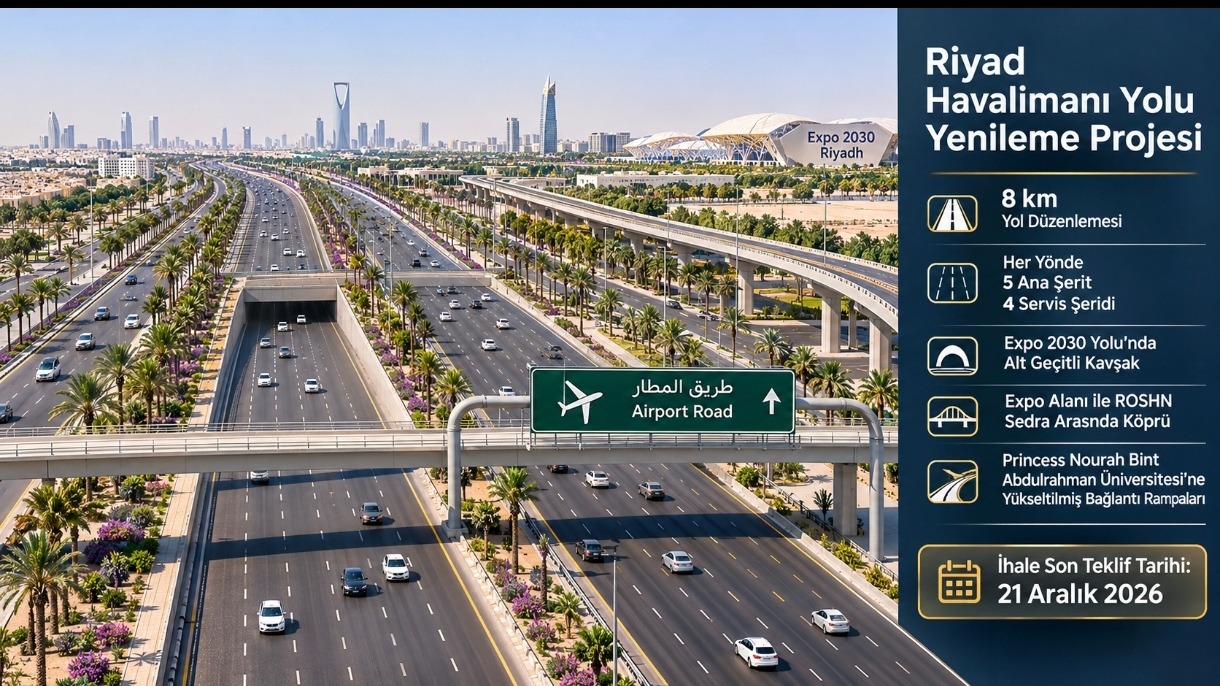 Expo 2030
Riyadh
طريق المطار
Airport Road
Riyad
Havalimanı Yolu
Yenileme Projesi
8 km
Yol Düzenlemesi
Her Yönde
5 Ana Şerit
4 Servis Şeridi
Expo 2030 Yolu'nda
Alt Geçitli Kavşak
Expo Alanı ile ROSHN
Sedra Arasında Köprü
Princess Nourah Bint
Abdulrahman Üniversitesi'ne
Yükseltilmiş Bağlantı Rampaları
İhale Son Teklif Tarihi:
21 Aralık 2026